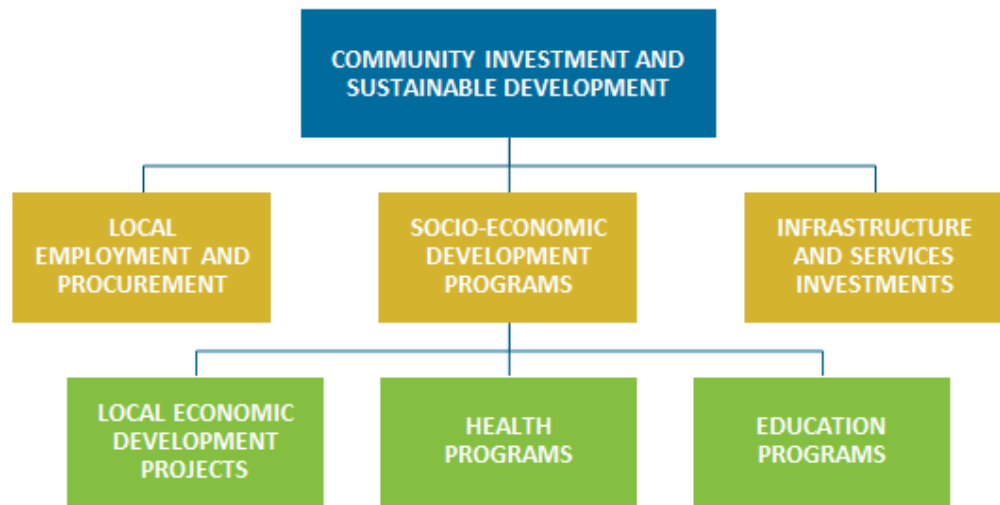 COMMUNITY INVESTMENT AND
SUSTAINABLE DEVELOPMENT
LOCAL
EMPLOYMENT AND
PROCUREMENT
SOCIO-ECONOMIC
DEVELOPMENT
PROGRAMS
INFRASTRUCTURE
AND SERVICES
INVESTMENTS
LOCAL ECONOMIC
DEVELOPMENT
PROJECTS
HEALTH
PROGRAMS
EDUCATION
PROGRAMS